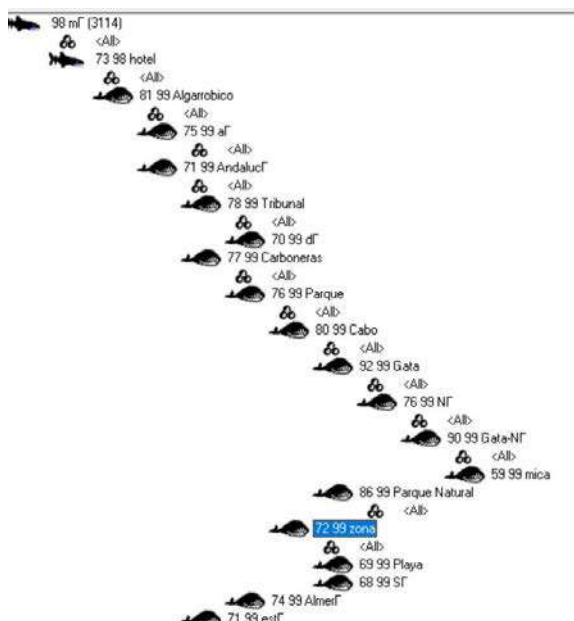 98 mГ (3114)
<All>
73 98 hotel
<All>
81 99 Algarrobico
<All>
75 99 aГ
<All>
71 99 AndalucГ
<All>
78 99 Tribunal
<All>
70 99 dГ
77 99 Carboneras
<All>
76 99 Parque
<All>
80 99 Cabo
<All>
92 99 Gata
<All>
76 99 NГ
<All>
90 99 Gata-NГ
<All>
59 99 mica
86 99 Parque Natural
<All>
72 99 zona
<All>
69 99 Playa
68 99 SГ
74 99 AlmerГ
71 99 estГ